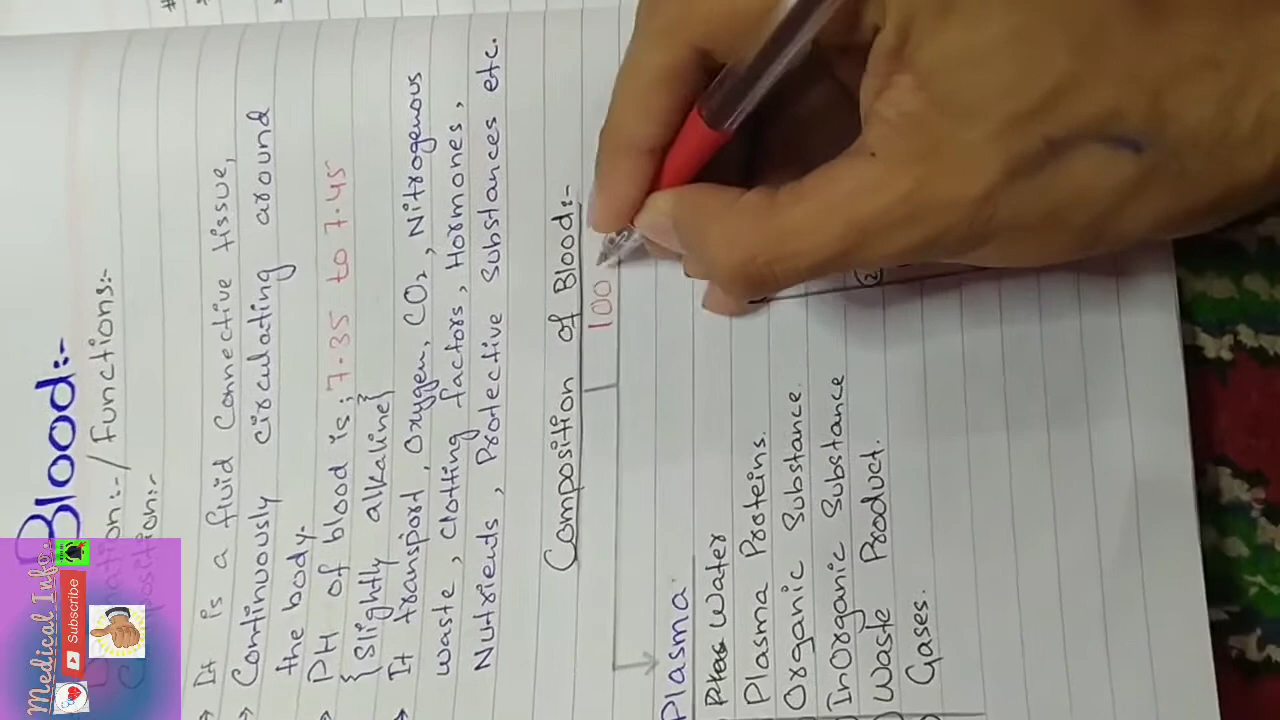 Blood:-
/ functions:-
It is a fluid Connective tissue,
Continuously circulating around
the body.
PH of blood is; 7.35 to 7.45
{Slightly alkaline}
It transport, Oxygen, CO₂, Nitrogenous
waste, Clotting factors, Hormones,
Nutriends, Protective Substances etc.
Composition of Blood:-
100
Plasma.
Water
Plasma Proteins.
Organic Substance.
InOrganic Substance
Waste Product.
Gases.
2
Medical Info:
Subscribe